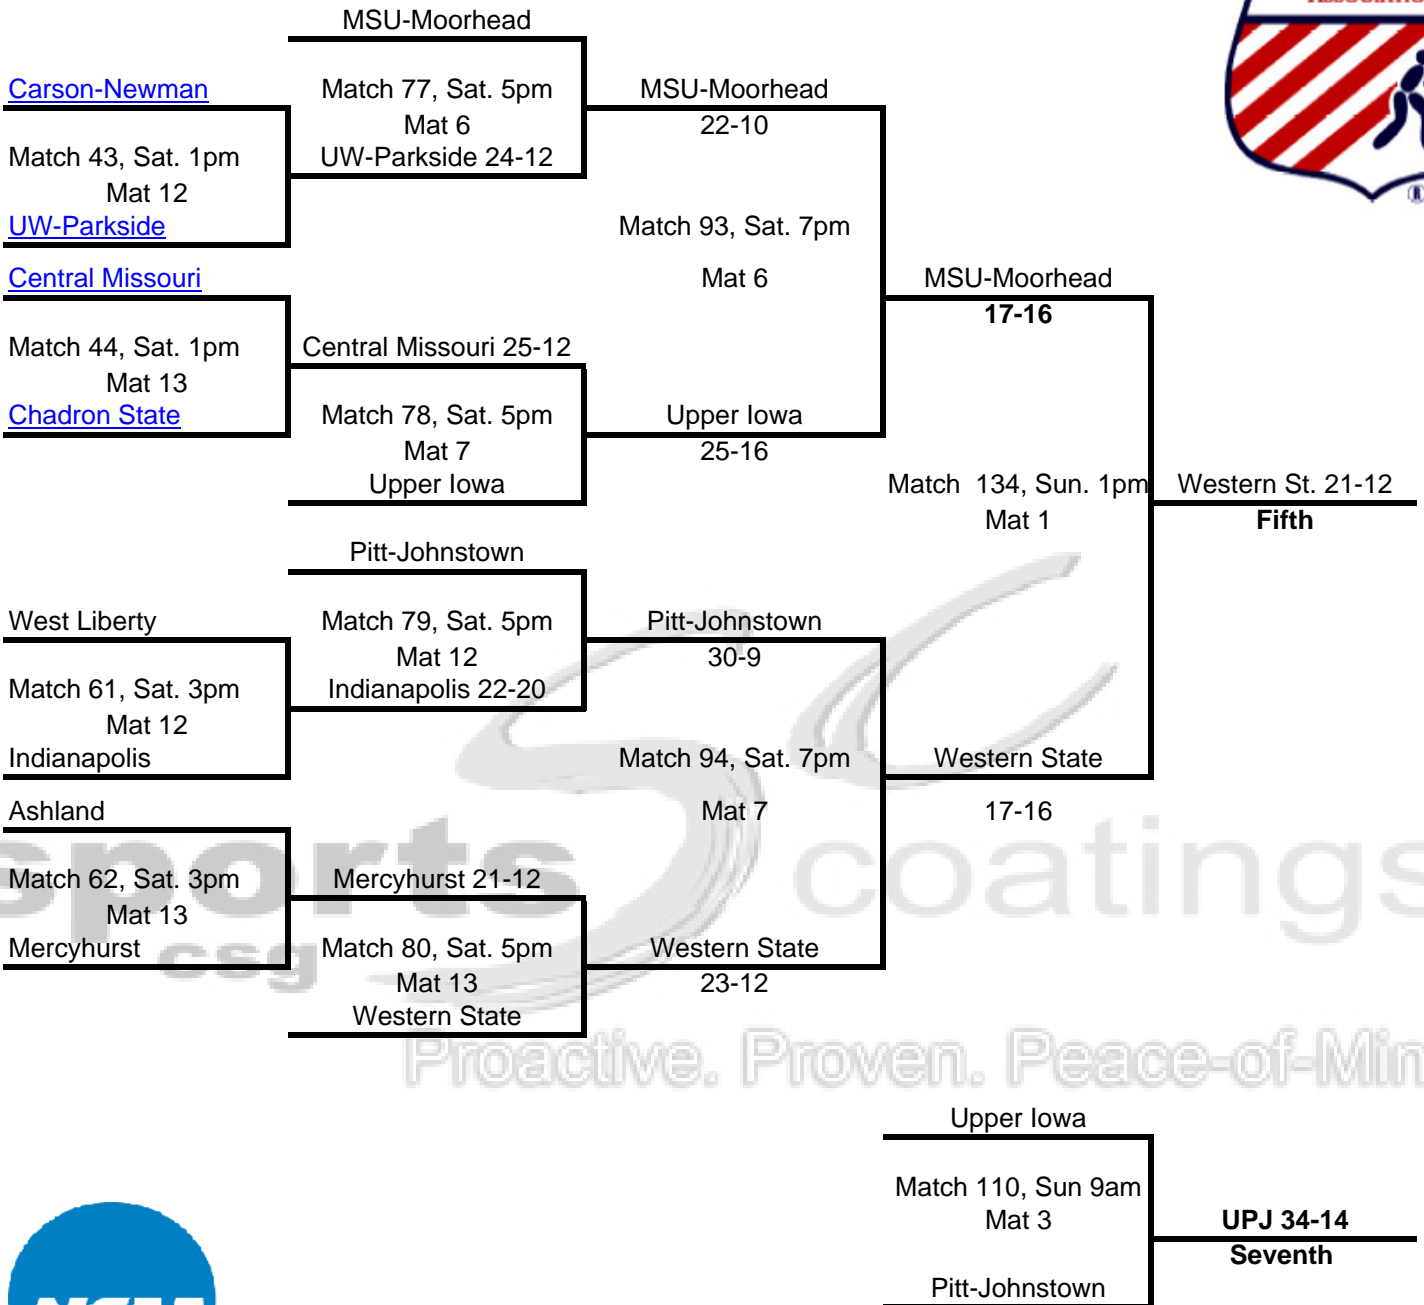 ASSOCIATIO
MSU-Moorhead
Carson-Newman
Match 77, Sat. 5pm
MSU-Moorhead
Mat 6
22-10
Match 43, Sat. 1pm
UW-Parkside 24-12
Mat 12
UW-Parkside
Match 93, Sat. 7pm
Central Missouri
Mat 6
MSU-Moorhead
17-16
Match 44, Sat. 1pm
Central Missouri 25-12
Mat 13
Chadron State
Match 78, Sat. 5pm
Upper Iowa
Mat 7
25-16
Upper Iowa
Match  134, Sun. 1pm
Western St. 21-12
Mat 1
Fifth
Pitt-Johnstown
West Liberty
Match 79, Sat. 5pm
Pitt-Johnstown
Mat 12
30-9
Match 61, Sat. 3pm
Indianapolis 22-20
Mat 12
Indianapolis
Match 94, Sat. 7pm
Western State
Ashland
Mat 7
17-16
sports coatings
Match 62, Sat. 3pm
Mercyhurst 21-12
Mat 13
Mercyhurst
csg
Match 80, Sat. 5pm
Western State
Mat 13
23-12
Western State
Proactive. Proven. Peace-of-Min
Upper Iowa
Match 110, Sun 9am
Mat 3
UPJ 34-14
Seventh
Pitt-Johnstown